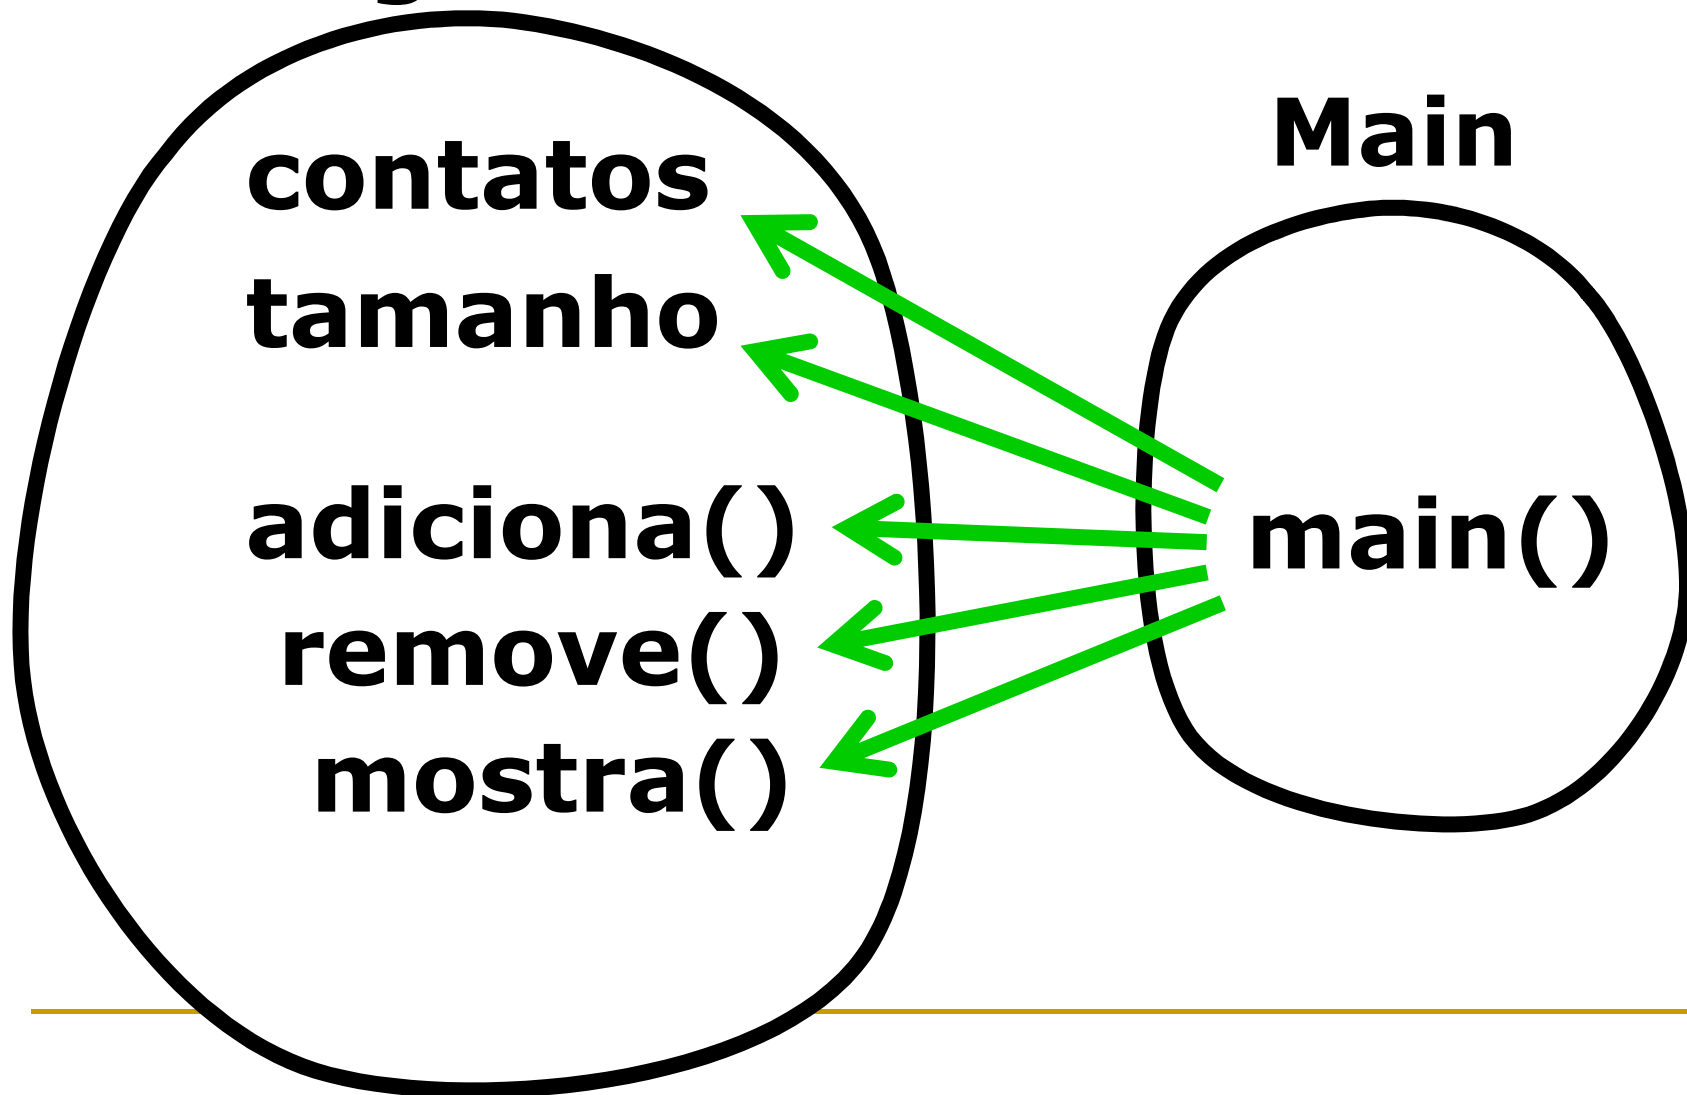 contatos
tamanho
adiciona()
remove()
mostra()
Main
main()